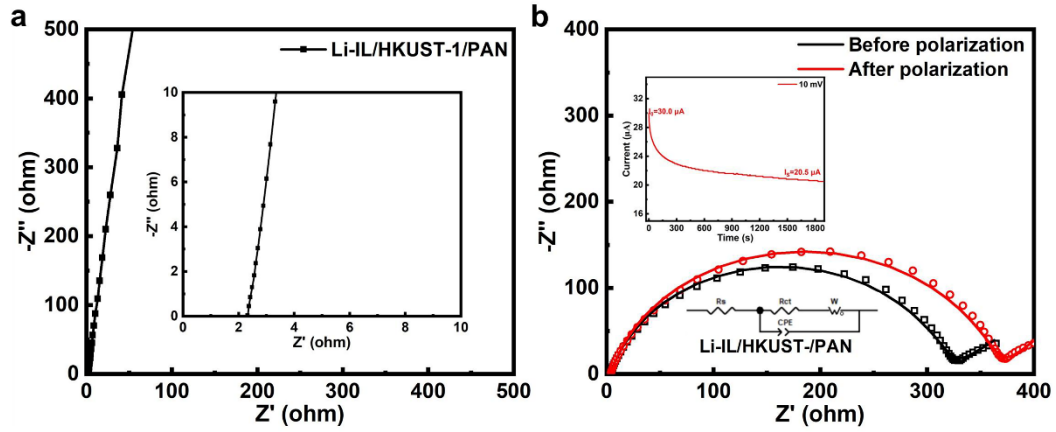 a
500
400
300
200
100
0
-Z'' (ohm)
Li-IL/HKUST-1/PAN
10
8
6
4
2
0
-Z'' (ohm)
0 2 4 6 8 10
Z' (ohm)
0 100 200 300 400 500
Z' (ohm)
b
400
300
200
100
0
-Z'' (ohm)
Before polarization
After polarization
10 mV
I₀=30.0 μA
Iₛ=20.5 μA
32
28
24
20
16
Current (μA)
0 300 600 900 1200 1500 1800
Time (s)
Rs Rct W
CPE
Li-IL/HKUST-/PAN
0 100 200 300 400
Z' (ohm)